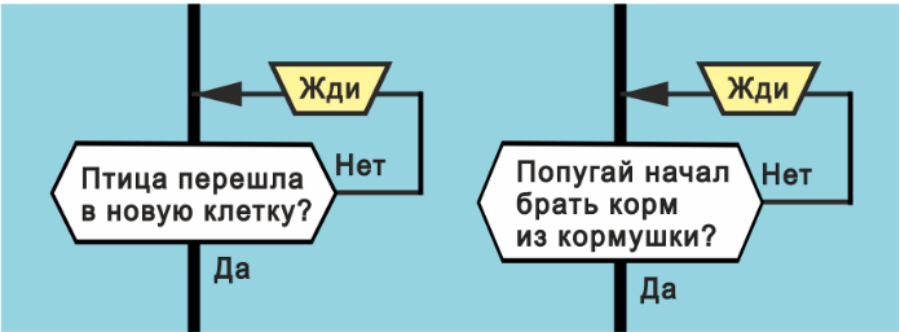 Жди
Птица перешла
в новую клетку?
Нет
Да
Жди
Попугай начал
брать корм
из кормушки?
Нет
Да